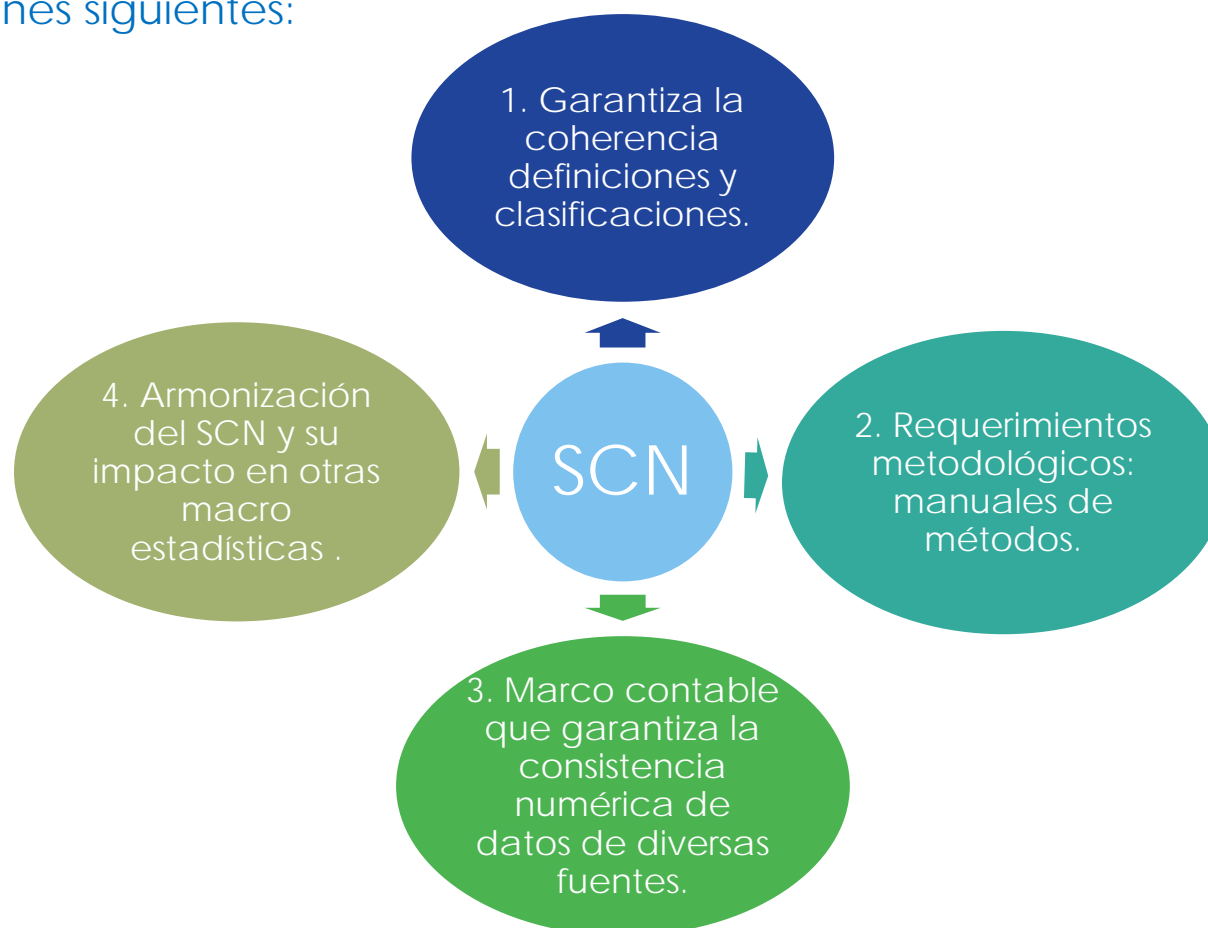 nes siguientes:
1. Garantiza la
coherencia
definiciones y
clasificaciones.
4. Armonización
del SCN y su
impacto en otras
macro
estadísticas .
SCN
2. Requerimientos
metodológicos:
manuales de
métodos.
3. Marco contable
que garantiza la
consistencia
numérica de
datos de diversas
fuentes.